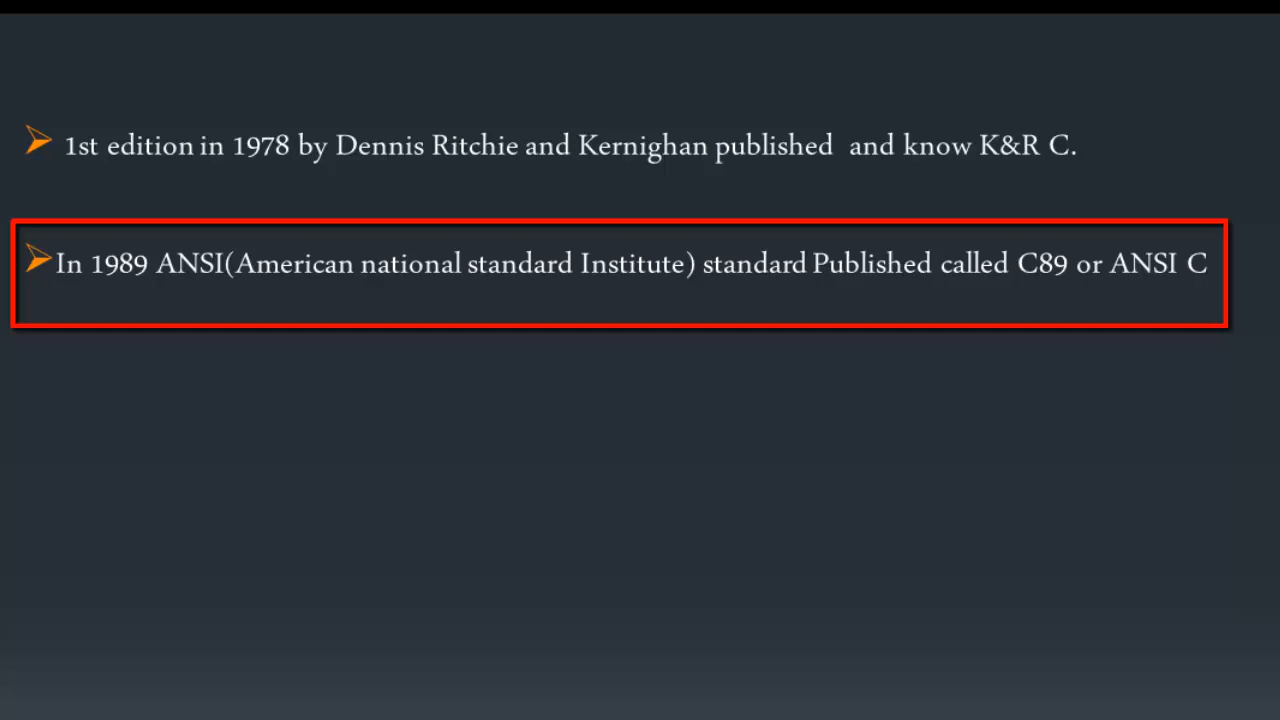 1st edition in 1978 by Dennis Ritchie and Kernighan published and know K&R C.
In 1989 ANSI(American national standard Institute) standard Published called C89 or ANSI C